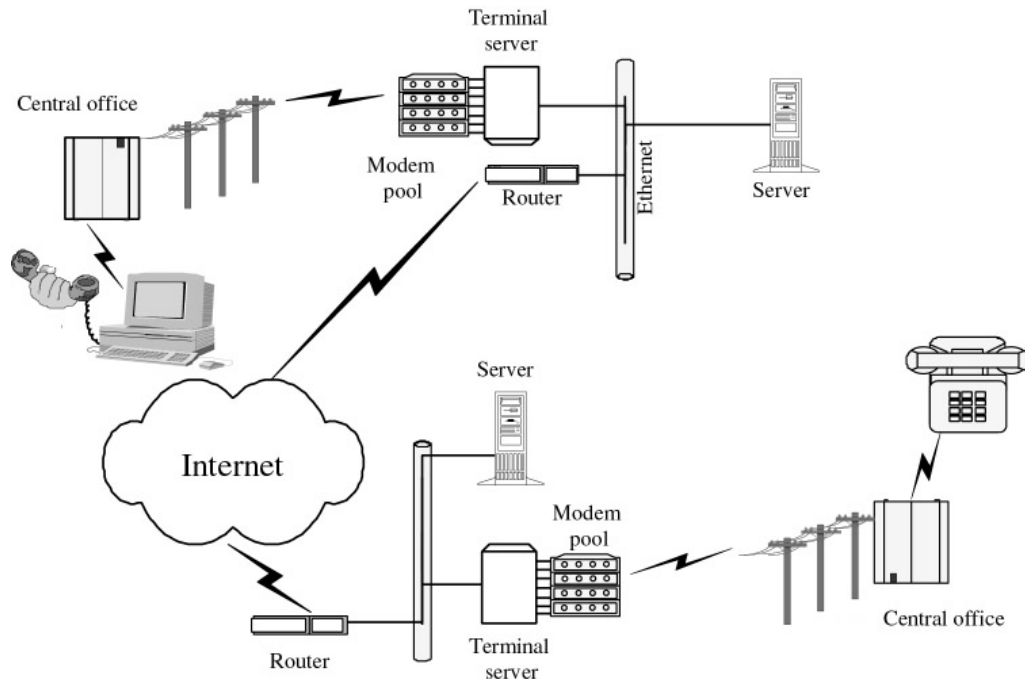 Terminal
server
Central office
Modem
pool
Router
Ethernet
Server
Server
Internet
Modem
pool
Central office
Router
Terminal
server